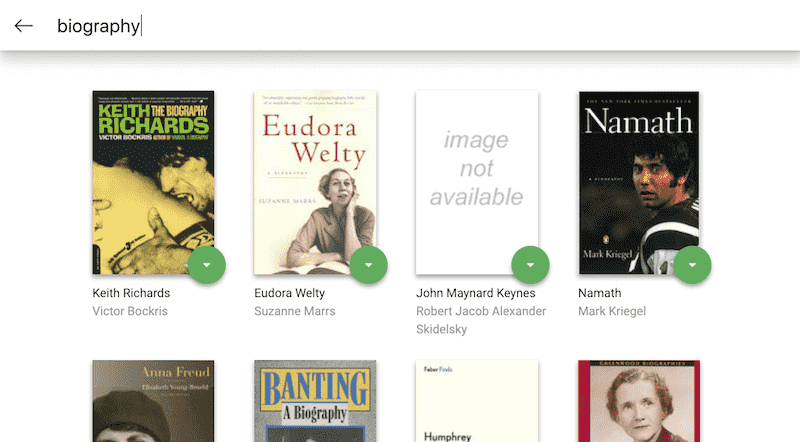 biography
KEITH THE BIOGRAPHY
RICHARDS
VICTOR BOCKRIS
Eudora
Welty
A BIOGRAPHY
SUZANNE MARRS
image
not
available
THE NEW YORK TIMES BESTSELLER
Namath
A BIOGRAPHY
Mark Kriegel
Keith Richards
Victor Bockris
Eudora Welty
Suzanne Marrs
John Maynard Keynes
Robert Jacob Alexander
Skidelsky
Namath
Mark Kriegel
Anna Freud
Elisabeth Young-Bruehl
BANTING
A Biography
Faber Finds
Humphrey
GREENWOOD BIOGRAPHIES